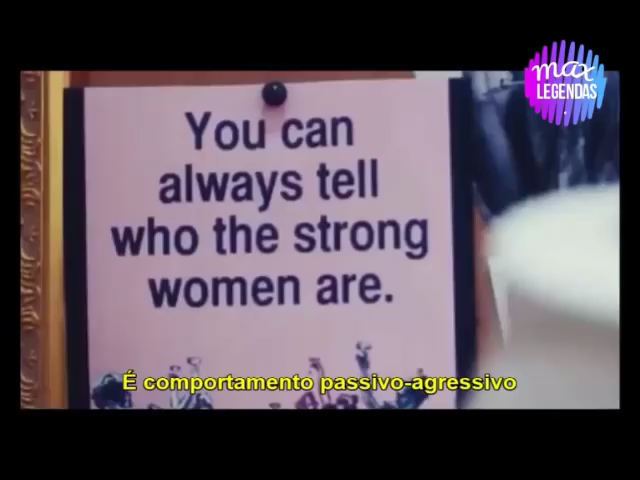 max
LEGENDAS
You can
always tell
who the strong
women are.
É comportamento passivo-agressivo